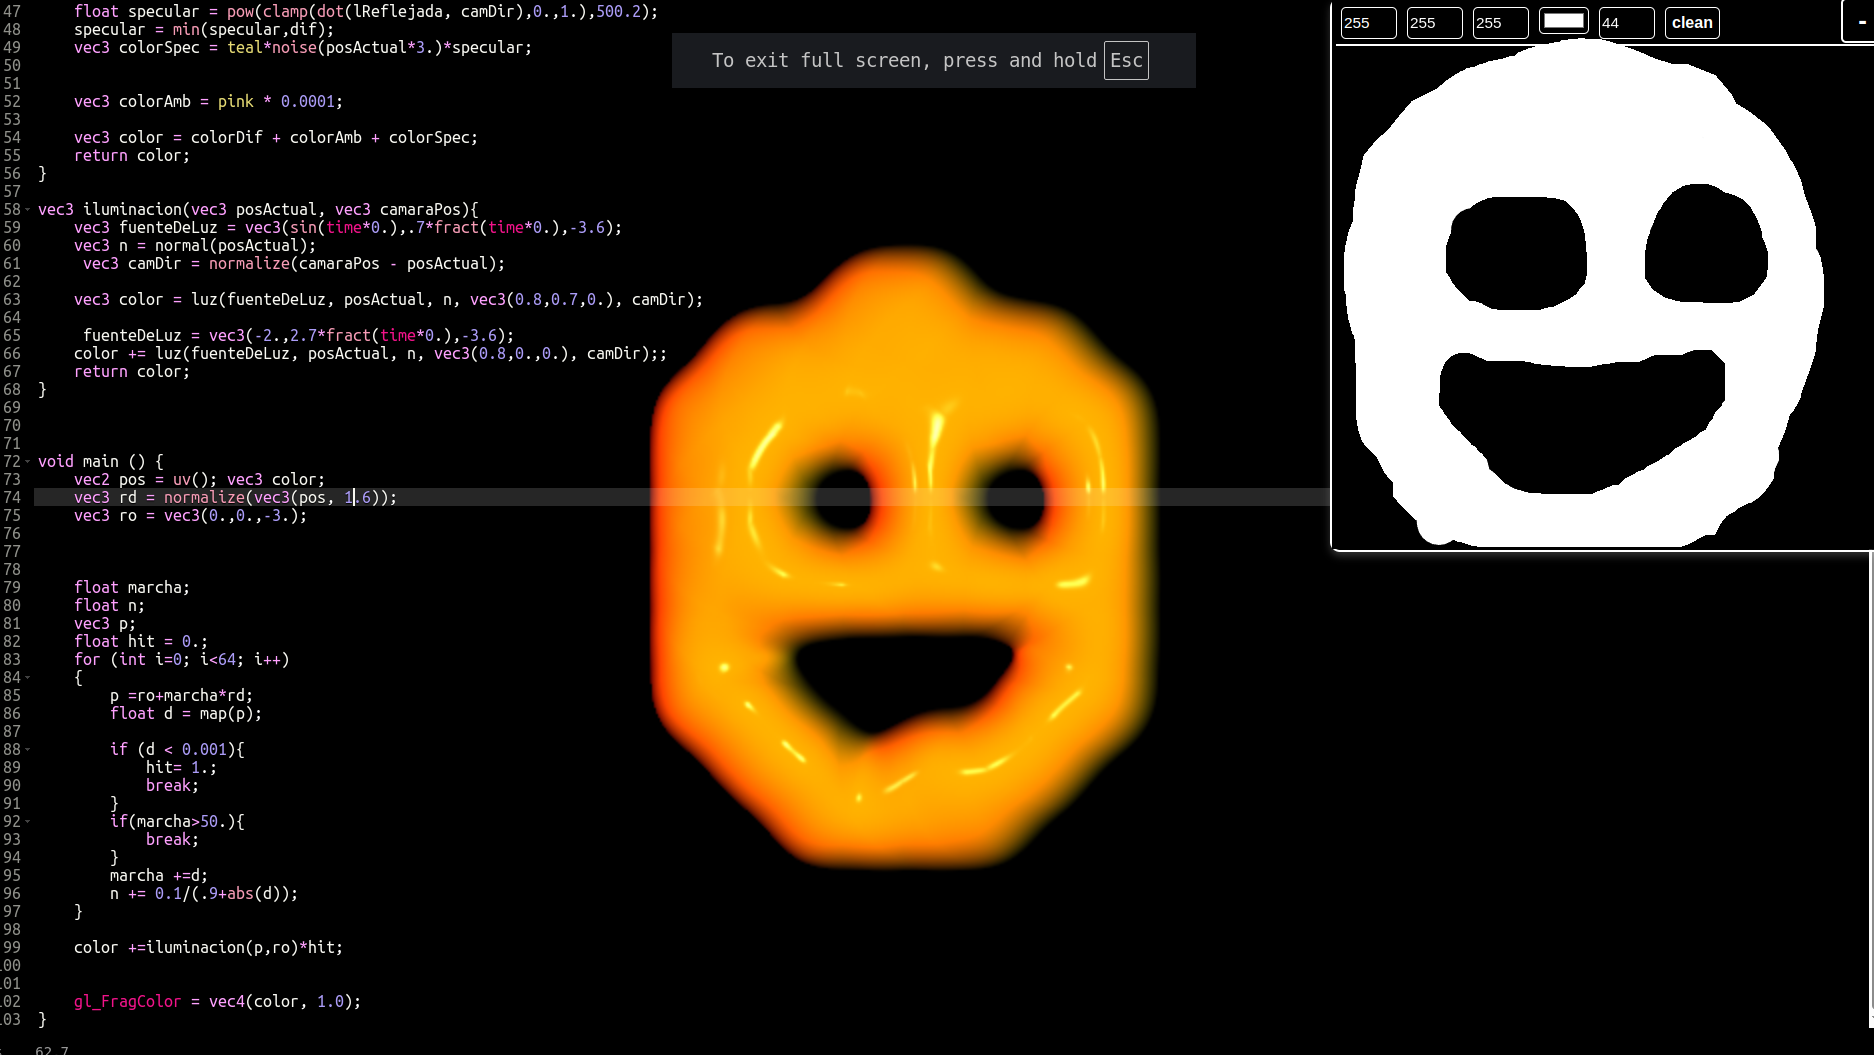 47 float specular = pow(clamp(dot(lReflejada, camDir),0.,1.),500.2);
48 specular = min(specular,dif);
49 vec3 colorSpec = teal*noise(posActual*3.)*specular;
50
51
52 vec3 colorAmb = pink * 0.0001;
53
54 vec3 color = colorDif + colorAmb + colorSpec;
55 return color;
56 }
57
58 vec3 iluminacion(vec3 posActual, vec3 camaraPos){
59 vec3 fuenteDeLuz = vec3(sin(time*0.),.7*fract(time*0.),-3.6);
60 vec3 n = normal(posActual);
61 vec3 camDir = normalize(camaraPos - posActual);
62
63 vec3 color = luz(fuenteDeLuz, posActual, n, vec3(0.8,0.7,0.), camDir);
64
65 fuenteDeLuz = vec3(-2.,2.7*fract(time*0.),-3.6);
66 color += luz(fuenteDeLuz, posActual, n, vec3(0.8,0.,0.), camDir);;
67 return color;
68 }
69
70
71
72 void main () {
73 vec2 pos = uv(); vec3 color;
74 vec3 rd = normalize(vec3(pos, 1.6));
75 vec3 ro = vec3(0.,0.,-3.);
76
77
78
79 float marcha;
80 float n;
81 vec3 p;
82 float hit = 0.;
83 for (int i=0; i<64; i++)
84 {
85 p =ro+marcha*rd;
86 float d = map(p);
87
88 if (d < 0.001){
89 hit= 1.;
90 break;
91 }
92 if(marcha>50.){
93 break;
94 }
95 marcha +=d;
96 n += 0.1/(.9+abs(d));
97 }
98
99 color +=iluminacion(p,ro)*hit;
100
101
102 gl_FragColor = vec4(color, 1.0);
103 }
62.7
To exit full screen, press and hold Esc
255 255 255 44 clean -